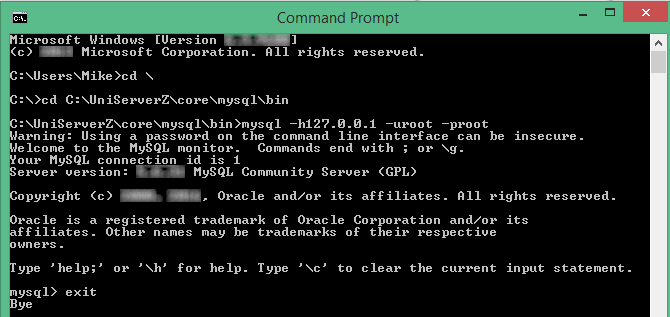 Command Prompt
Microsoft Windows [Version ]
(c) Microsoft Corporation. All rights reserved.
C:\Users\Mike>cd \
C:\>cd C:\UniServerZ\core\mysql\bin
C:\UniServerZ\core\mysql\bin>mysql -h127.0.0.1 -uroot -proot
Warning: Using a password on the command line interface can be insecure.
Welcome to the MySQL monitor.  Commands end with ; or \g.
Your MySQL connection id is 1
Server version: MySQL Community Server (GPL)
Copyright (c) , Oracle and/or its affiliates. All rights reserved.
Oracle is a registered trademark of Oracle Corporation and/or its
affiliates. Other names may be trademarks of their respective
owners.
Type 'help;' or '\h' for help. Type '\c' to clear the current input statement.
mysql> exit
Bye